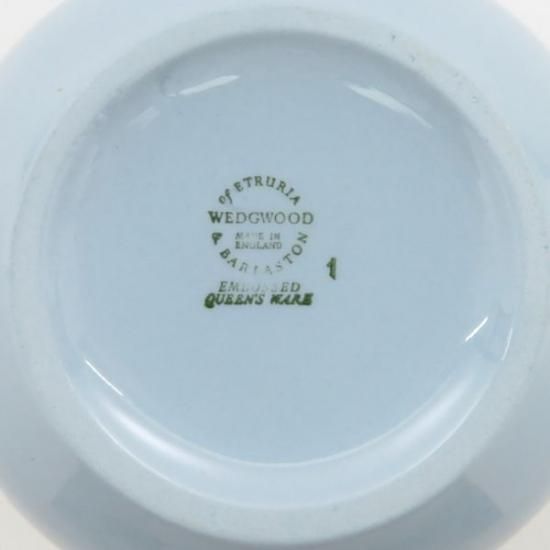 of ETRURIA
WEDGWOOD
MADE IN
ENGLAND
& BARLASTON
1
EMBOSSED
QUEEN'S WARE